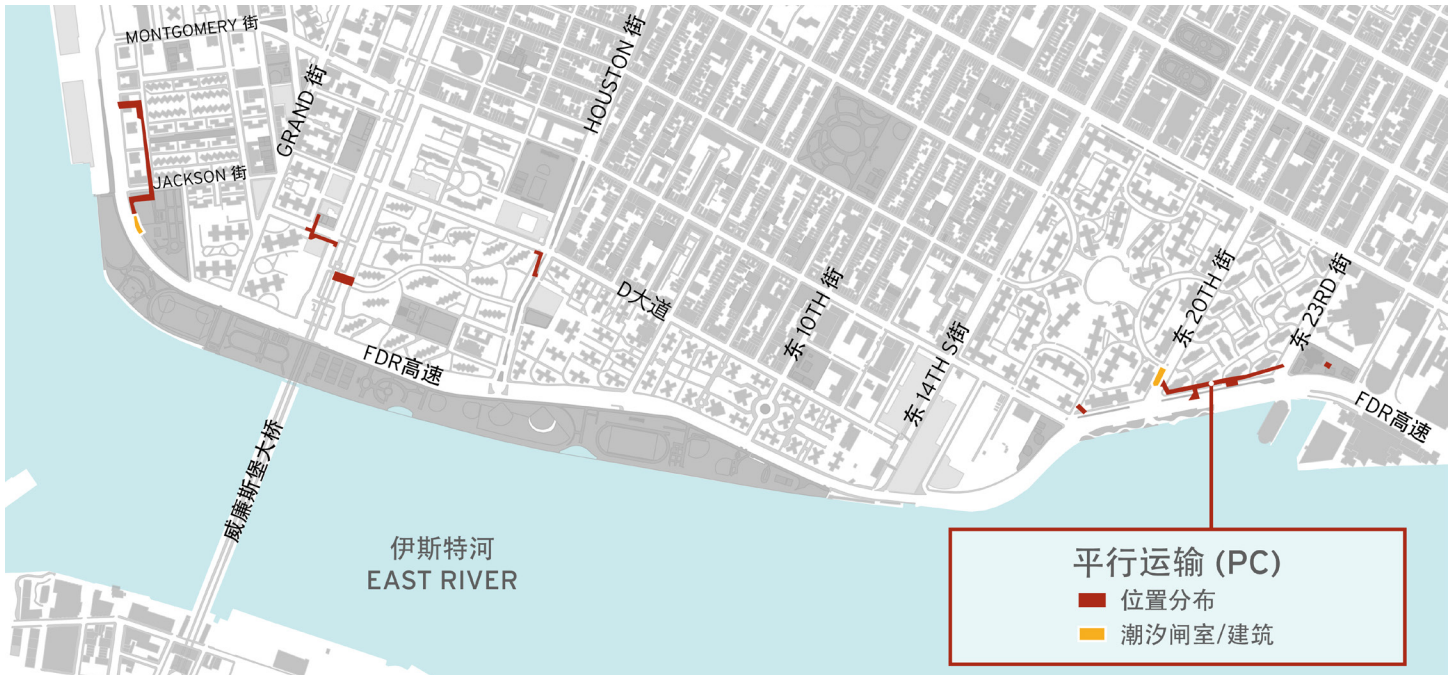 MONTGOMERY 街
GRAND 街
HOUSTON 街
JACKSON 街
D大道
东 10TH 街
东 14TH S街
东 20TH 街
东 23RD 街
FDR高速
FDR高速
威廉斯堡大桥
伊斯特河
EAST RIVER
平行运输 (PC)
位置分布
潮汐闸室/建筑